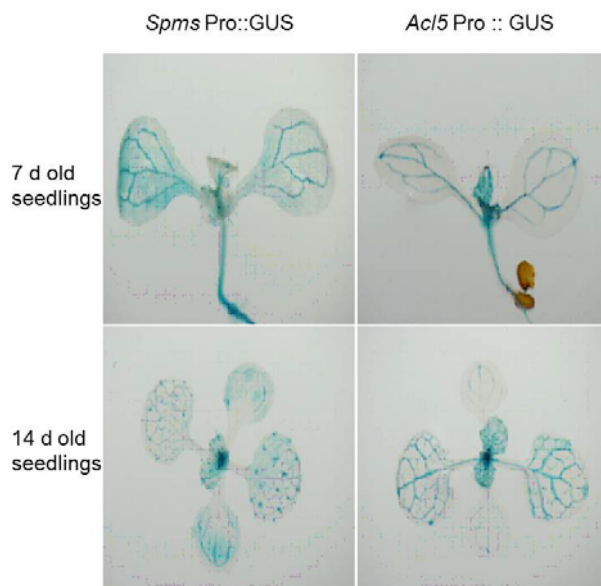 Spms Pro::GUS
Acl5 Pro :: GUS
7 d old
seedlings
14 d old
seedlings